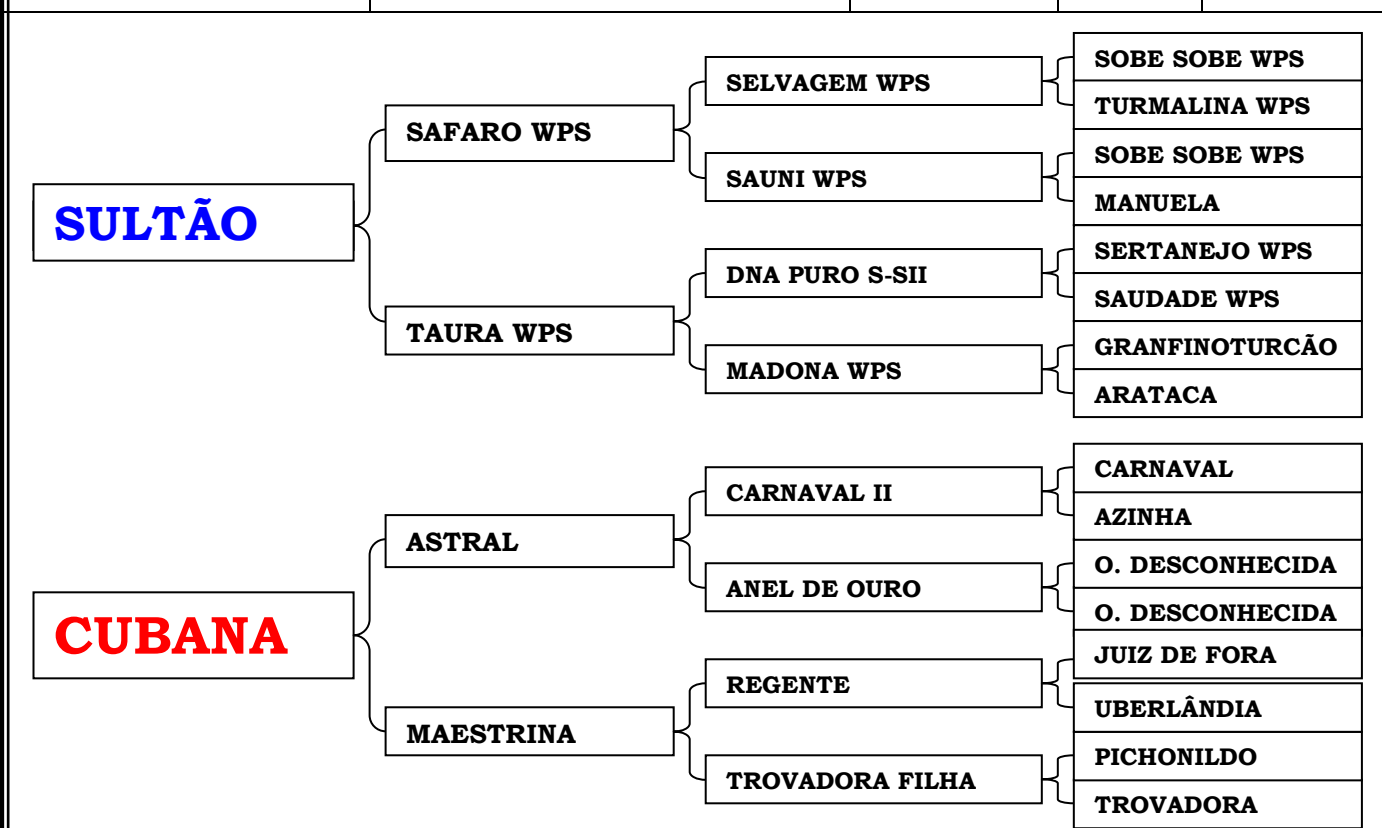 SULTÃO
SAFARO WPS
TAURA WPS
SELVAGEM WPS
SAUNI WPS
DNA PURO S-SII
MADONA WPS
SOBE SOBE WPS
TURMALINA WPS
SOBE SOBE WPS
MANUELA
SERTANEJO WPS
SAUDADE WPS
GRANFINOTURCÃO
ARATACA
CUBANA
ASTRAL
MAESTRINA
CARNAVAL II
ANEL DE OURO
REGENTE
TROVADORA FILHA
CARNAVAL
AZINHA
O. DESCONHECIDA
O. DESCONHECIDA
JUIZ DE FORA
UBERLÂNDIA
PICHONILDO
TROVADORA